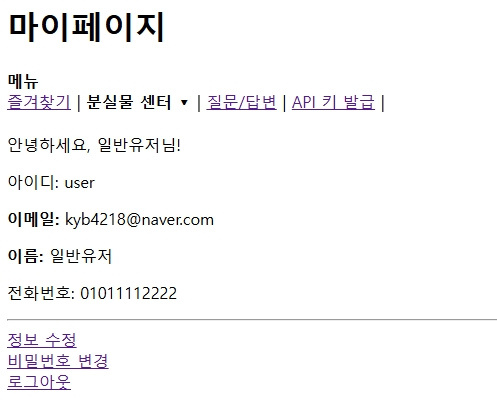 마이페이지
메뉴
즐겨찾기 | 분실물 센터 ▼ | 질문/답변 | API 키 발급 |
안녕하세요, 일반유저님!
아이디: user
이메일: kyb4218@naver.com
이름: 일반유저
전화번호: 01011112222
정보 수정
비밀번호 변경
로그아웃